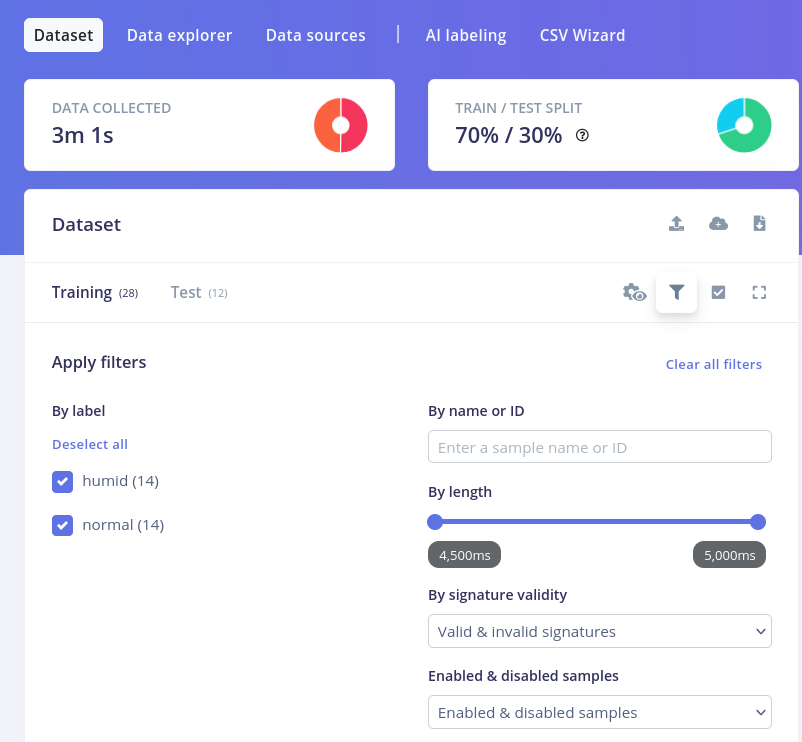 Dataset Data explorer Data sources | AI labeling CSV Wizard
DATA COLLECTED
3m 1s
TRAIN / TEST SPLIT
70% / 30%
Dataset
Training (28) Test (12)
Apply filters
Clear all filters
By label
Deselect all
humid (14)
normal (14)
By name or ID
Enter a sample name or ID
By length
4,500ms 5,000ms
By signature validity
Valid & invalid signatures
Enabled & disabled samples
Enabled & disabled samples